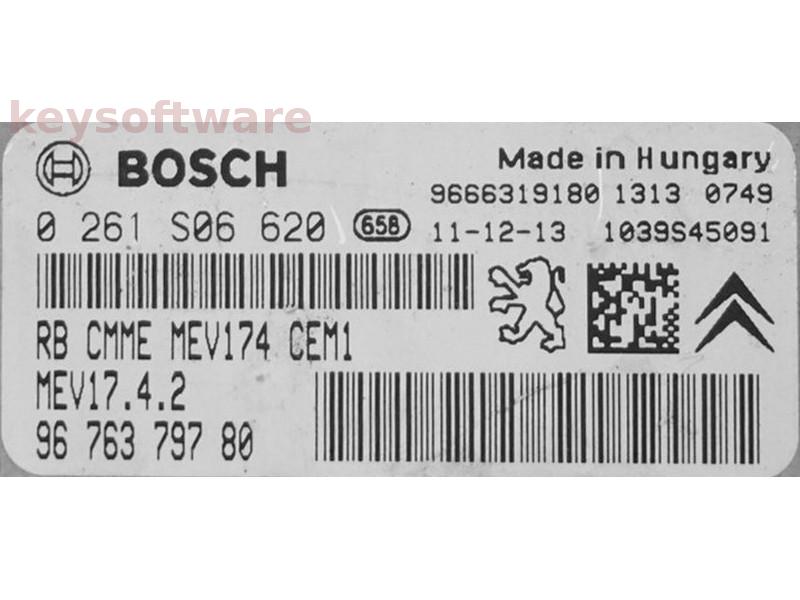 keysoftware
BOSCH
Made in Hungary
9666319180 1313 0749
0 261 S06 620 658 11-12-13 1039S45091
RB CMME MEV174 CEM1
MEV17.4.2
96 763 797 80